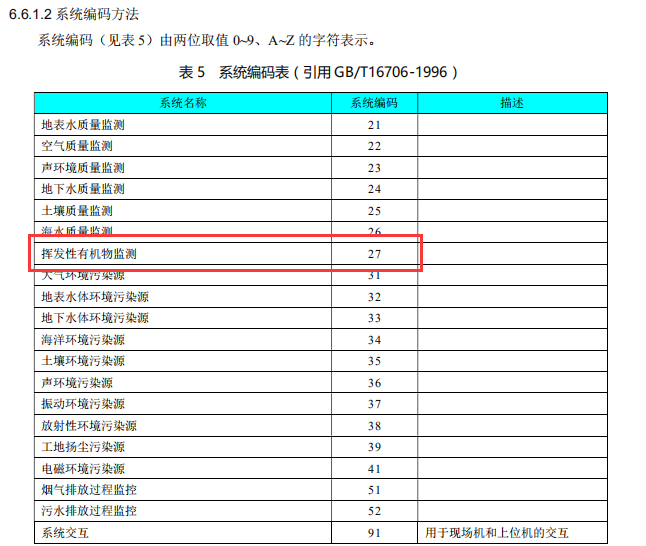 6.6.1.2 系统编码方法
系统编码（见表 5）由两位取值 0~9、A~Z 的字符表示。
表 5 系统编码表（引用 GB/T16706-1996）
系统名称 系统编码 描述
地表水质量监测 21
空气质量监测 22
声环境质量监测 23
地下水质量监测 24
土壤质量监测 25
海水质量监测 26
挥发性有机物监测 27
大气环境污染源 31
地表水体环境污染源 32
地下水体环境污染源 33
海洋环境污染源 34
土壤环境污染源 35
声环境污染源 36
振动环境污染源 37
放射性环境污染源 38
工地扬尘污染源 39
电磁环境污染源 41
烟气排放过程监控 51
污水排放过程监控 52
系统交互 91 用于现场机和上位机的交互